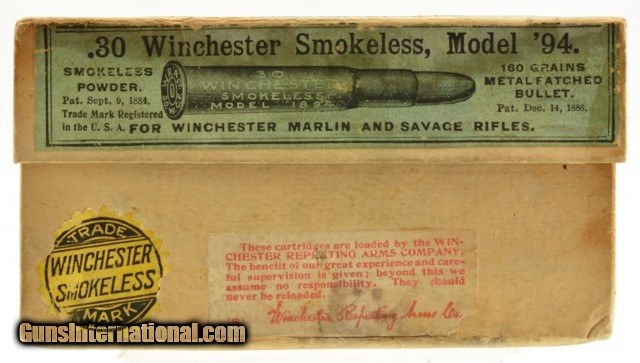 .30 Winchester Smokeless, Model '94.
SMOKELESS
POWDER.
Pat. Sept. 9, 1884.
Trade Mark Registered
in the U. S. A.
.30
WINCHESTER
SMOKELESS
MODEL 1894
160 GRAINS
METAL PATCHED
BULLET.
Pat. Dec. 14, 1886.
FOR WINCHESTER MARLIN AND SAVAGE RIFLES.
TRADE
WINCHESTER
SMOKELESS
MARK
These cartridges are loaded by the WIN-
CHESTER REPEATING ARMS COMPANY.
The benefit of our great experience and care-
ful supervision is given; beyond this we
assume no responsibility. They should
never be reloaded.
Winchester Repeating Arms Co.
GunsInternational.com